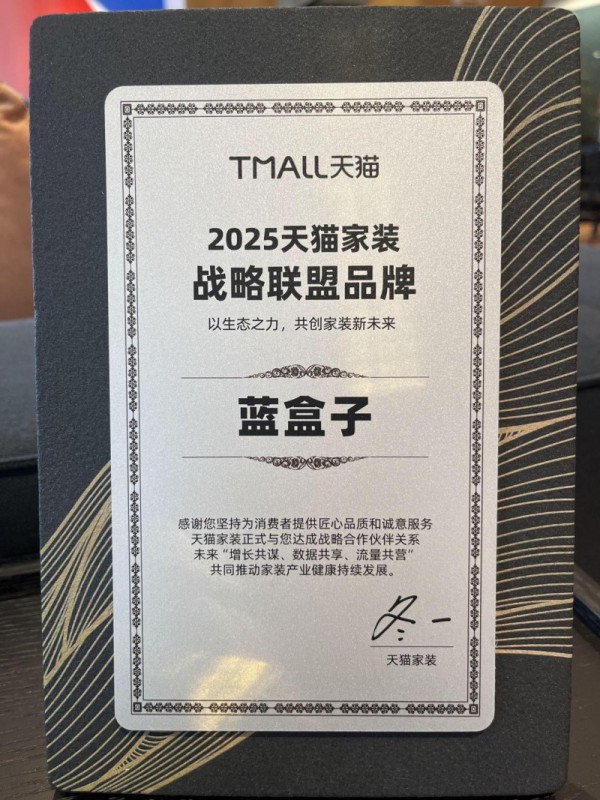 TMALL天猫
2025天猫家装
战略联盟品牌
以生态之力，共创家装新未来
蓝盒子
感谢您坚持为消费者提供匠心品质和诚意服务
天猫家装正式与您达成战略合作伙伴关系
未来“增长共谋、数据共享、流量共营”
共同推动家装产业健康持续发展。
冬一
天猫家装